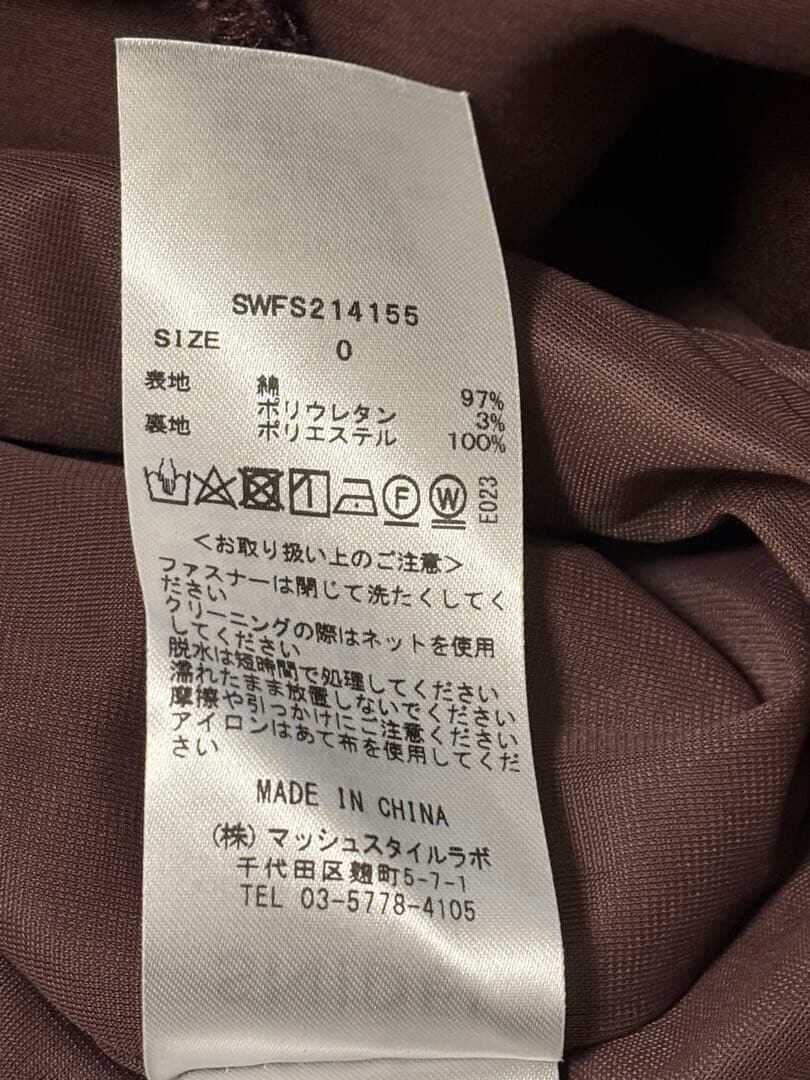 SWFS214155
SIZE 0
表地 綿 97%
ポリウレタン 3%
裏地 ポリエステル 100%
F W E023
<お取り扱い上のご注意>
ファスナーは閉じて洗たくしてく
ださい
クリーニングの際はネットを使用
してください
脱水は短時間で処理してください
濡れたまま放置しないでください
摩擦や引っかけにご注意ください
アイロンはあて布を使用してくだ
さい
MADE IN CHINA
(株)マッシュスタイルラボ
千代田区麹町5-7-1
TEL 03-5778-4105